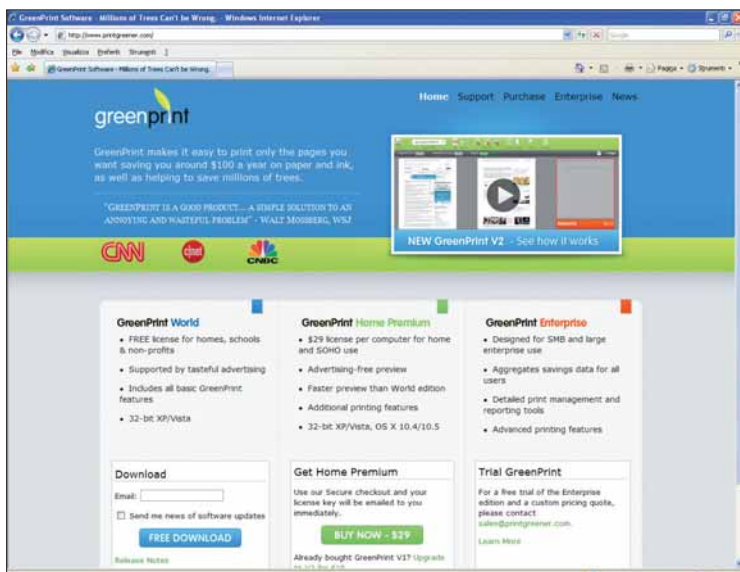 GreenPrint Software - Millions of Trees Can't be Wrong. - Windows Internet Explorer
http://www.printgreener.com/
Google
File Modifica Visualizza Preferiti Strumenti ?
GreenPrint Software - Millions of Trees Can't be Wrong.
Pagina Strumenti
greenprint
Home Support Purchase Enterprise News
GreenPrint makes it easy to print only the pages you
want saving you around $100 a year on paper and ink,
as well as helping to save millions of trees.
"GREENPRINT IS A GOOD PRODUCT... A SIMPLE SOLUTION TO AN
ANNOYING AND WASTEFUL PROBLEM" - WALT MOSSBERG, WSJ
NEW GreenPrint V2 - See how it works
CNN
c|net
CNBC
GreenPrint World
• FREE license for homes, schools
& non-profits
• Supported by tasteful advertising
• Includes all basic GreenPrint
features
• 32-bit XP/Vista
Download
Email:
Send me news of software updates
FREE DOWNLOAD
Release Notes
GreenPrint Home Premium
• $29 license per computer for home
and SOHO use
• Advertising-free preview
• Faster preview than World edition
• Additional printing features
• 32-bit XP/Vista, OS X 10.4/10.5
Get Home Premium
Use our Secure checkout and your
license key will be emailed to you
immediately.
BUY NOW - $29
Already bought GreenPrint V1? Upgrade
GreenPrint Enterprise
• Designed for SMB and large
enterprise use
• Aggregates savings data for all
users
• Detailed print management and
reporting tools
• Advanced printing features
Trial GreenPrint
For a free trial of the Enterprise
edition and a custom pricing quote,
please contact
sales@printgreener.com.
Learn More